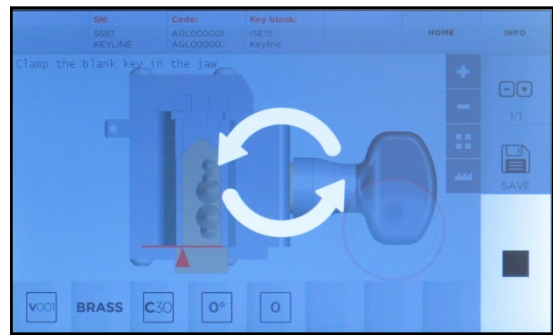 SN:
Code:
Key blank:
S687
AGL000001
ISE15
HOME
INFO
KEYLINE
AGL00000..
Keyline
Clamp the blank key in the jaw
1/1
SAVE
V001
BRASS
C30
0°
0